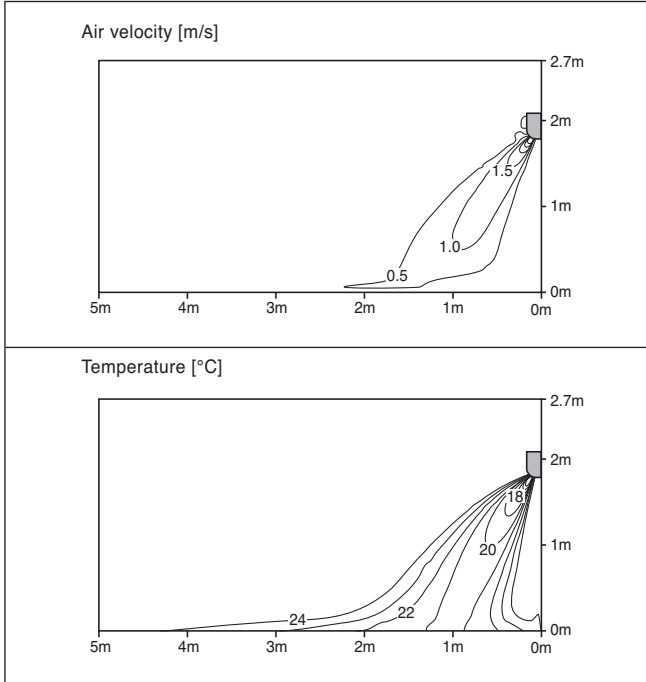 Air velocity [m/s]
2.7m
2m
1.5
1m
1.0
0.5
0m
5m 4m 3m 2m 1m 0m
Temperature [°C]
2.7m
2m
18
20
1m
22
24
0m
5m 4m 3m 2m 1m 0m